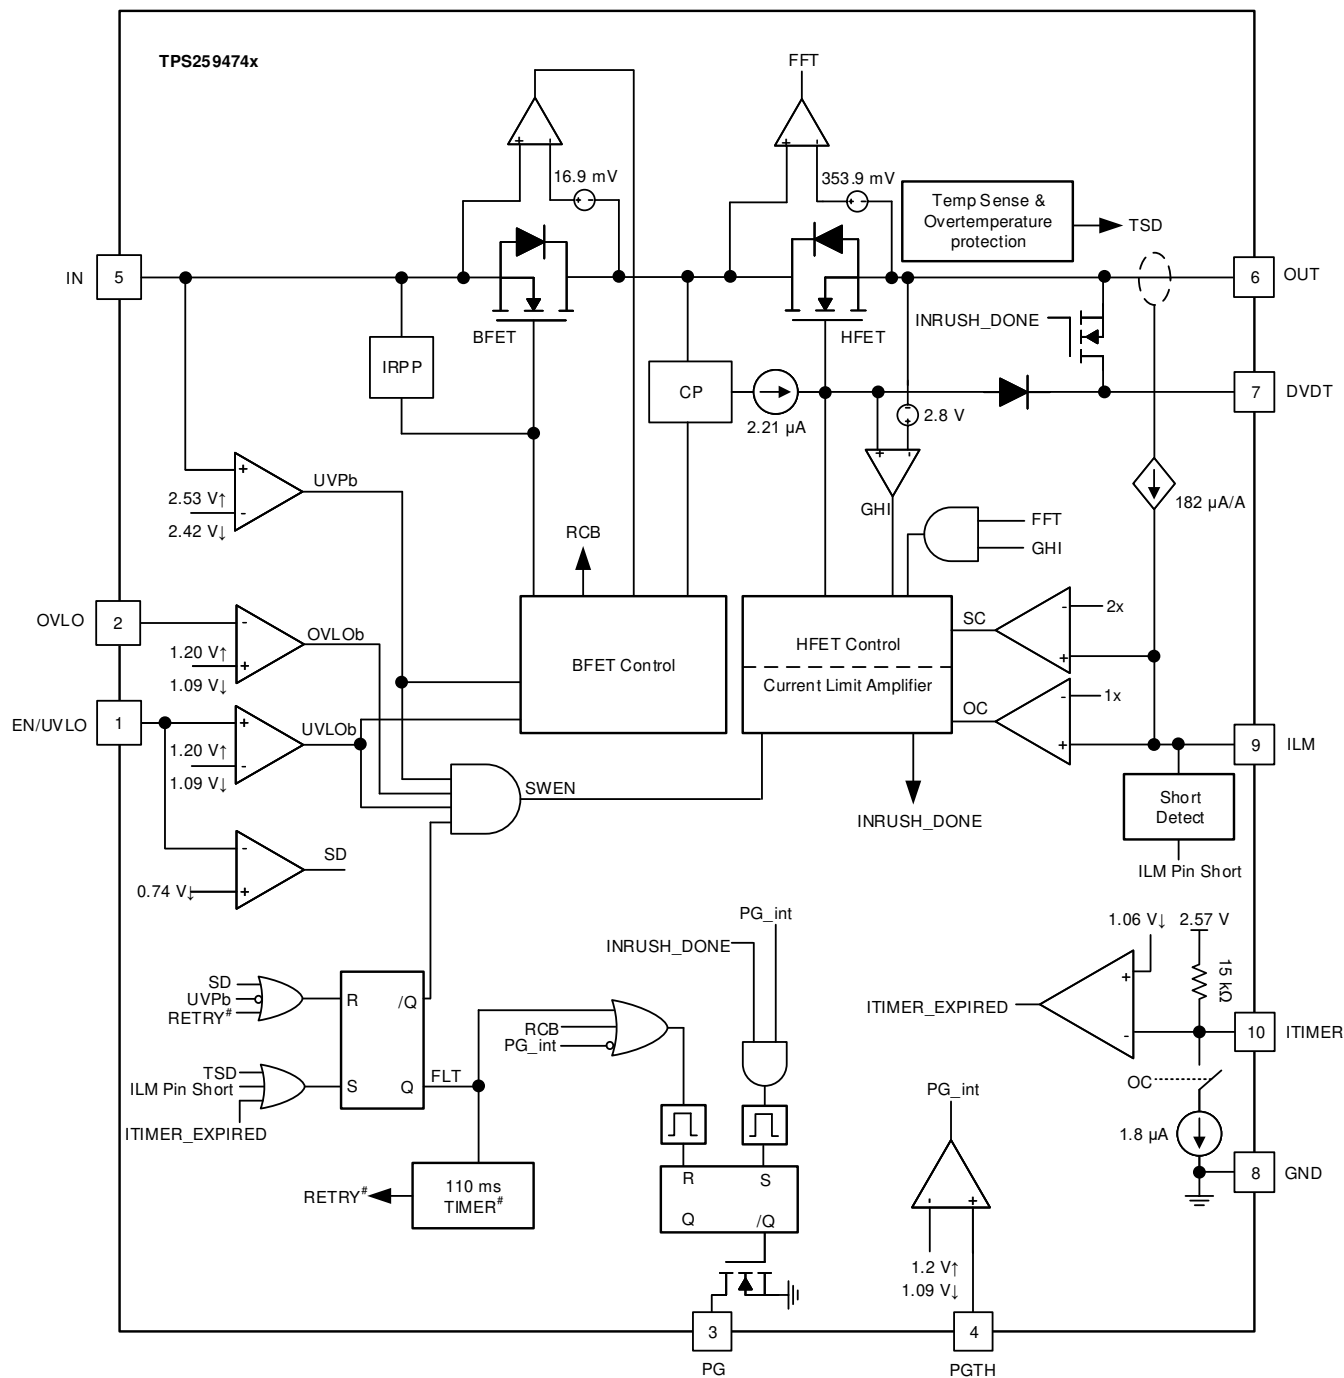 TPS259474x
FFT
+
-
+
-
16.9 mV
+
-
353.9 mV
+
-
Temp Sense &
Overtemperature
protection
TSD
IN
5
6
OUT
BFET
HFET
INRUSH_DONE
IRPP
CP
2.21 µA
2.8 V
-
+
7
DVDT
+
-
GHI
182 µA/A
UVPb
+
-
2.53 V↑
2.42 V↓
RCB
FFT
GHI
OVLO
2
-
+
OVLOb
1.20 V↑
1.09 V↓
BFET Control
HFET Control
Current Limit Amplifier
SC
-
+
2x
OC
-
+
1x
EN/UVLO
1
+
-
UVLOb
1.20 V↑
1.09 V↓
9
ILM
SWEN
INRUSH_DONE
Short
Detect
ILM Pin Short
-
+
SD
0.74 V↓
PG_int
INRUSH_DONE
1.06 V↓
2.57 V
15 kΩ
+
-
ITIMER_EXPIRED
10
ITIMER
SD
UVPb
RETRY#
R
/Q
S
Q
FLT
TSD
ILM Pin Short
ITIMER_EXPIRED
RCB
PG_int
OC
1.8 µA
8
GND
PG_int
110 ms
TIMER#
RETRY#
R
S
Q
/Q
-
+
1.2 V↑
1.09 V↓
3
PG
4
PGTH